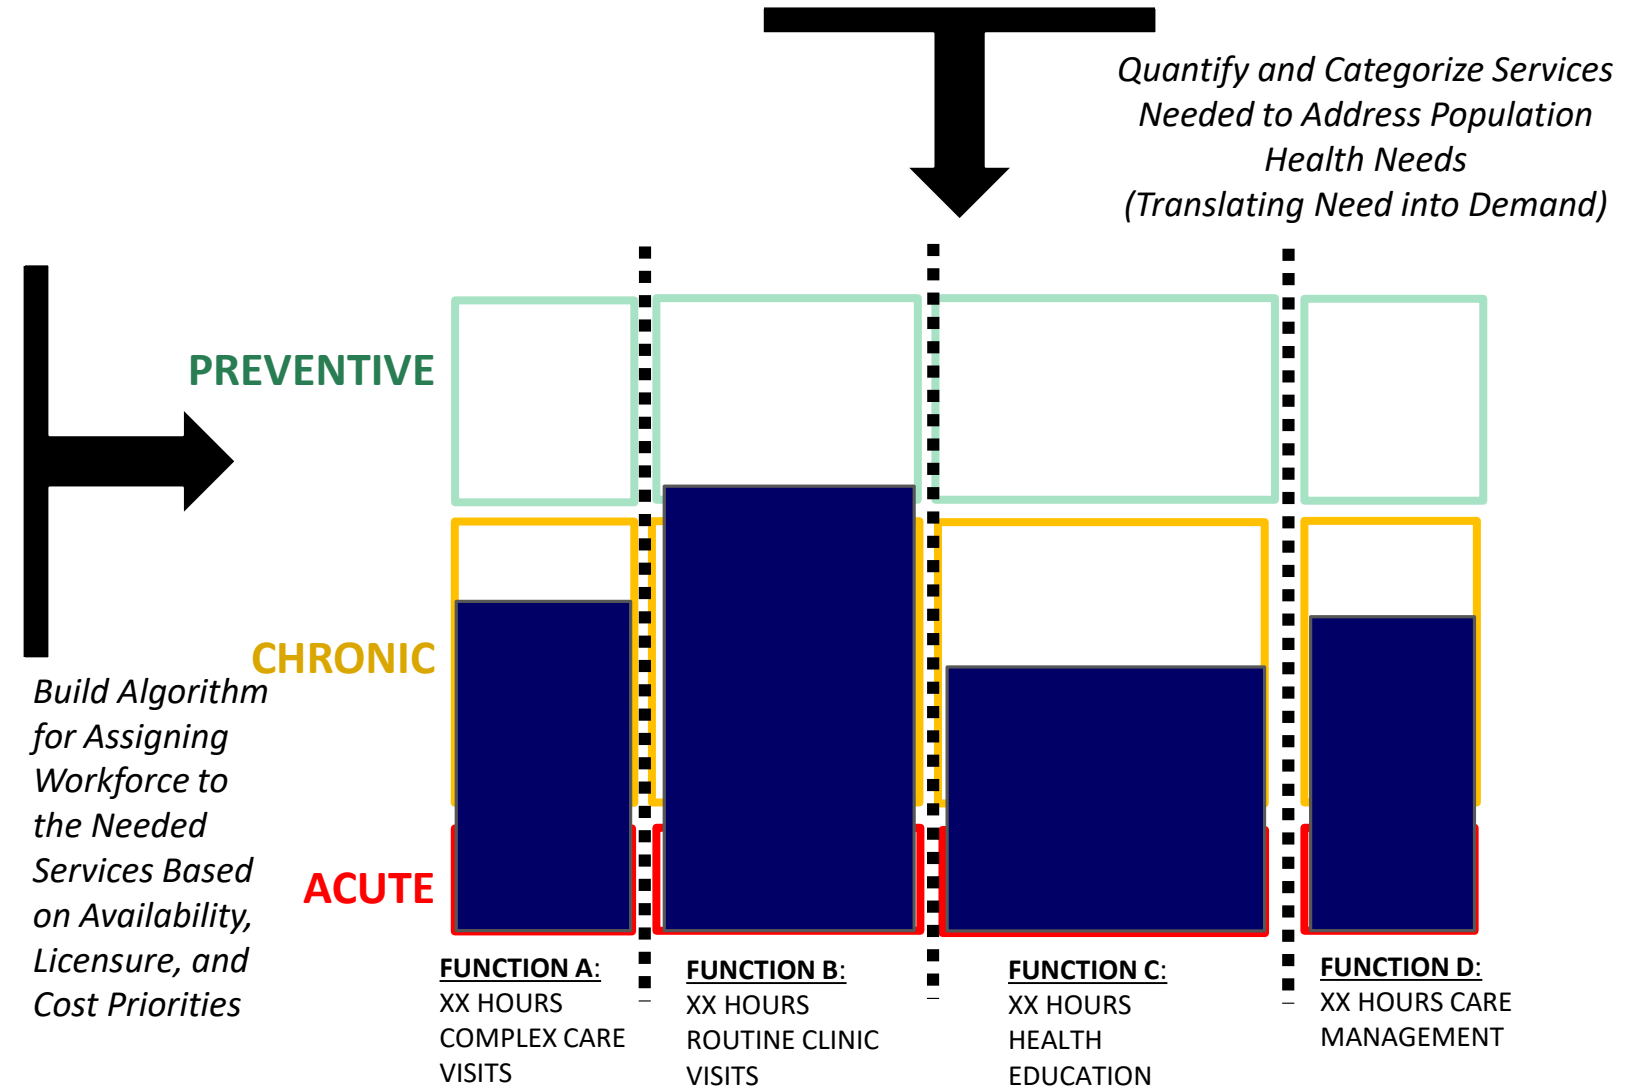 Quantify and Categorize Services
Needed to Address Population
Health Needs
(Translating Need into Demand)
PREVENTIVE
CHRONIC
ACUTE
Build Algorithm
for Assigning
Workforce to
the Needed
Services Based
on Availability,
Licensure, and
Cost Priorities
FUNCTION A:
XX HOURS
COMPLEX CARE
VISITS
FUNCTION B:
XX HOURS
ROUTINE CLINIC
VISITS
FUNCTION C:
XX HOURS
HEALTH
EDUCATION
FUNCTION D:
XX HOURS CARE
MANAGEMENT